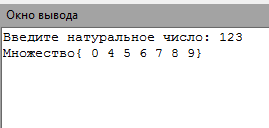 Окно вывода
Введите натуральное число: 123
Множество{ 0 4 5 6 7 8 9}